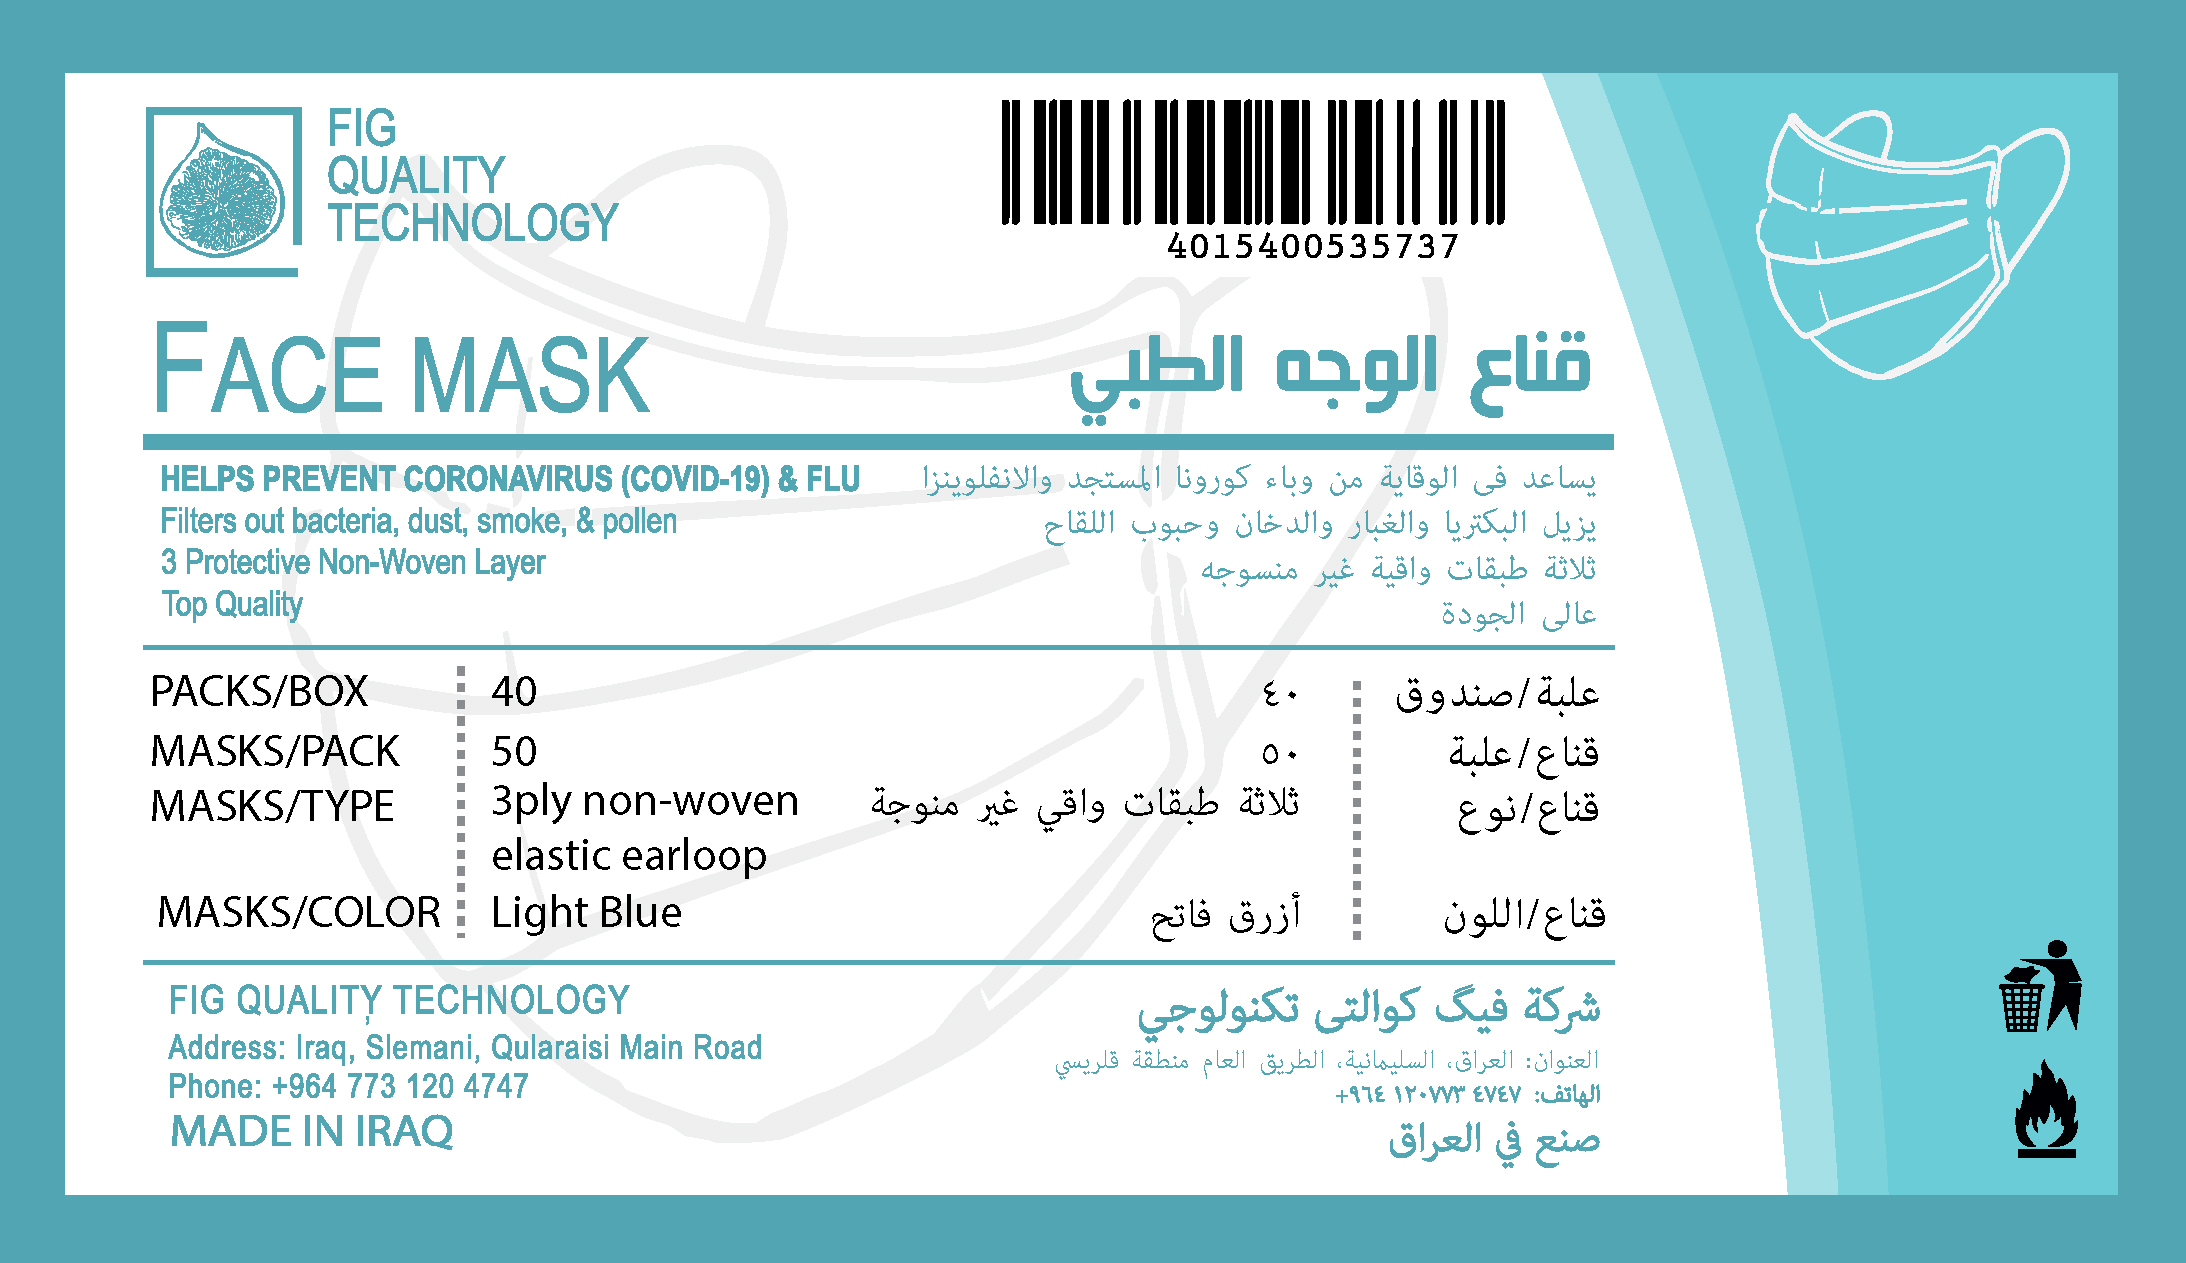 FIG
QUALITY
TECHNOLOGY
4015400535737
FACE MASK
قناع الوجه الطبي
HELPS PREVENT CORONAVIRUS (COVID-19) & FLU
يساعد فى الوقاية من وباء كورونا المستجد والانفلوينزا
Filters out bacteria, dust, smoke, & pollen
يزيل البكتريا والغبار والدخان وحبوب اللقاح
3 Protective Non-Woven Layer
ثلاثة طبقات واقية غير منسوجه
Top Quality
عالى الجودة
PACKS/BOX 40
علبة/صندوق ٤٠
MASKS/PACK 50
قناع/علبة ٥٠
MASKS/TYPE 3ply non-woven
elastic earloop
قناع/نوع ثلاثة طبقات واقي غير منوجة
MASKS/COLOR Light Blue
قناع/اللون أزرق فاتح
FIG QUALITY, TECHNOLOGY
شركة فيگ كوالتى تكنولوجي
Address: Iraq, Slemani, Qularaisi Main Road
العنوان: العراق، السليمانية، الطريق العام منطقة قلريسي
Phone: +964 773 120 4747
الهاتف: ٤٧٤٧ ١٢٠٧٧٣ ٩٦٤+
MADE IN IRAQ
صنع في العراق